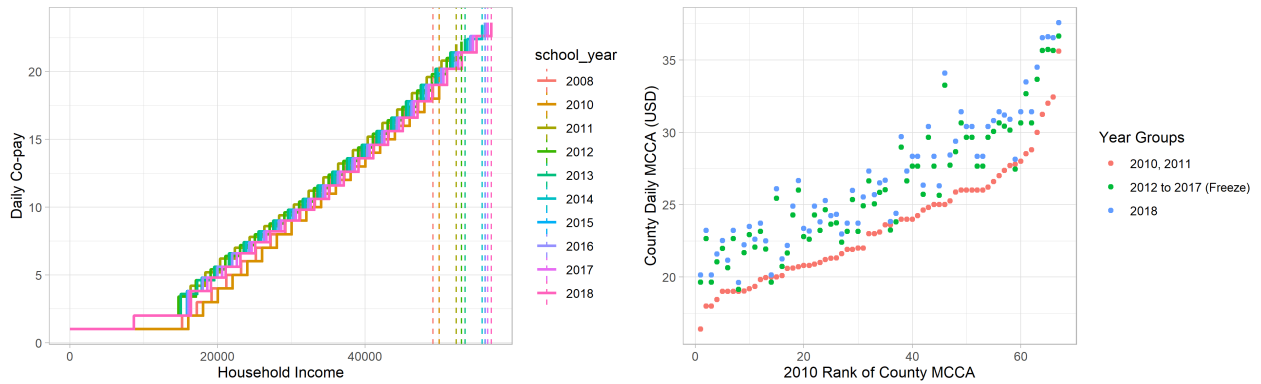 Daily Co-pay
20
15
10
5
0
0 20000 40000
Household Income
school_year
2008
2010
2011
2012
2013
2014
2015
2016
2017
2018
County Daily MCCA (USD)
35
30
25
20
0 20 40 60
2010 Rank of County MCCA
Year Groups
2010, 2011
2012 to 2017 (Freeze)
2018